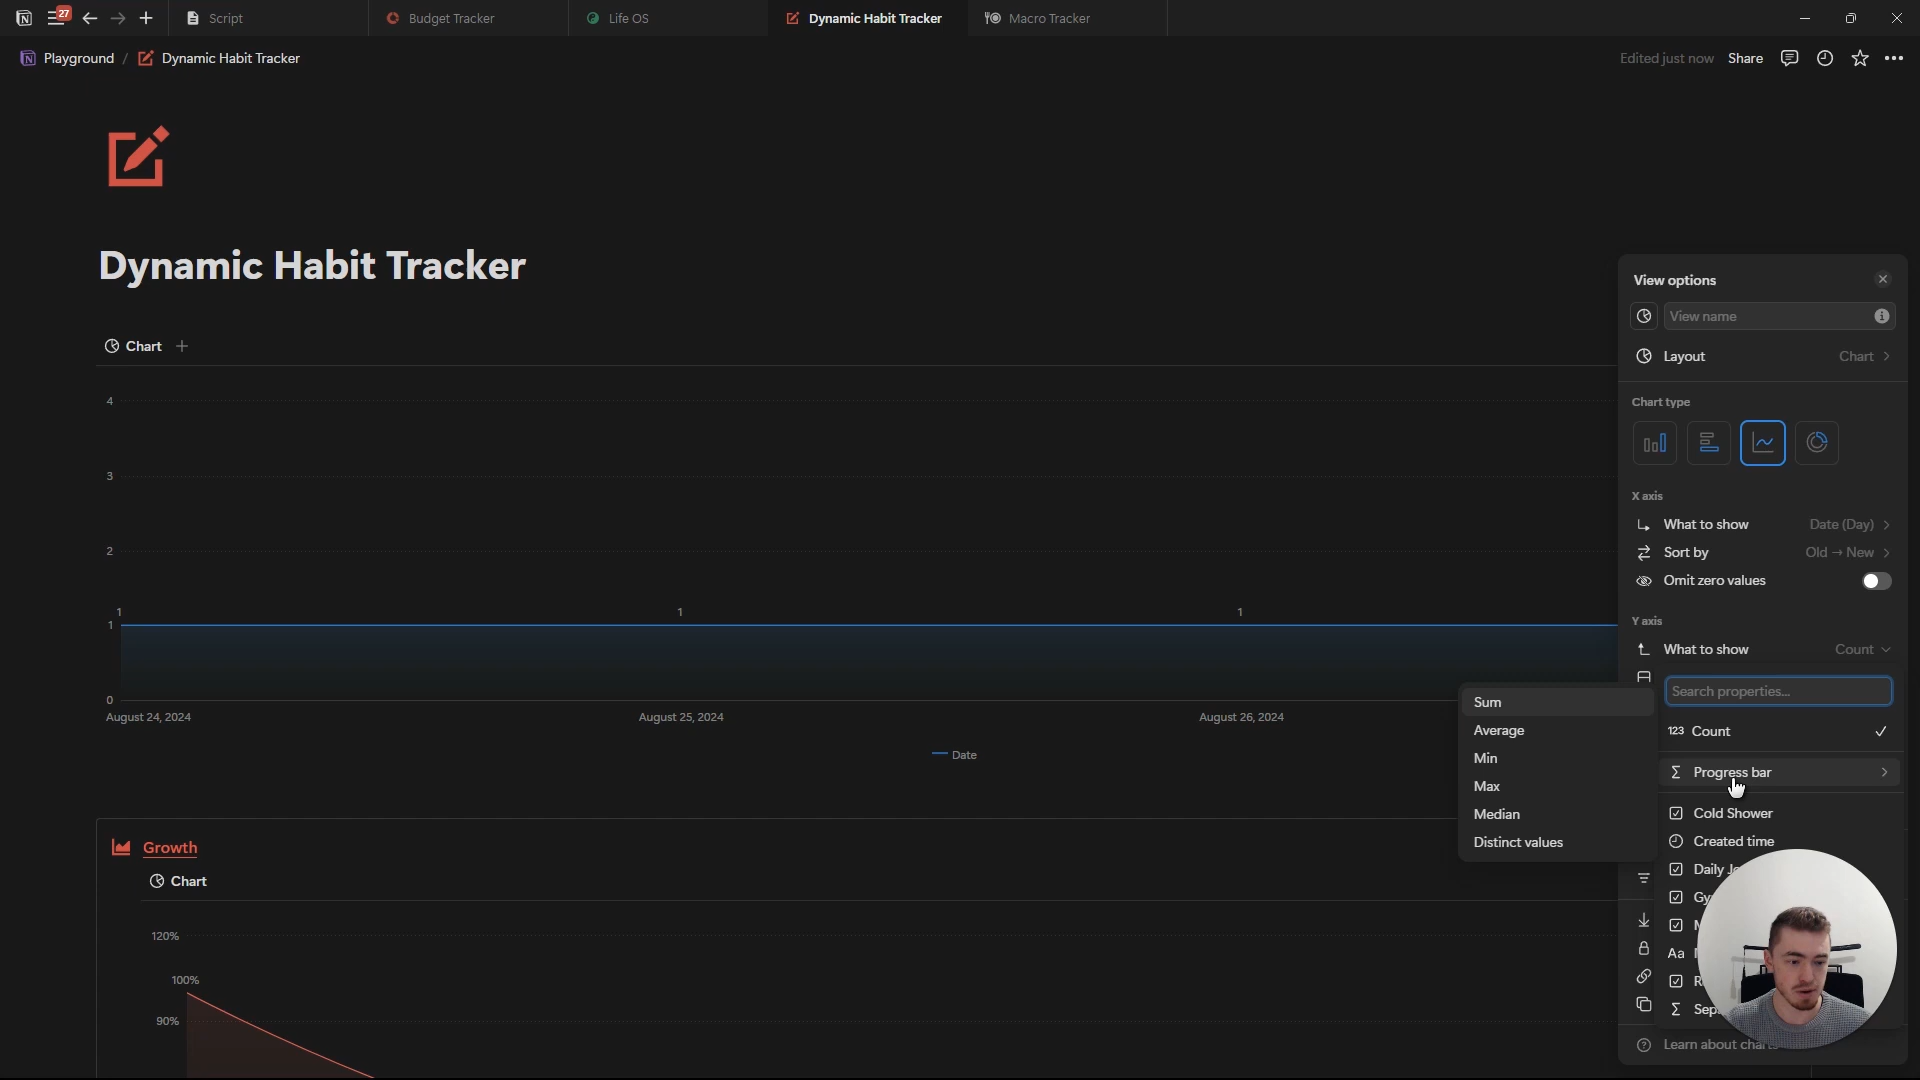 27
Script
Budget Tracker
Life OS
Dynamic Habit Tracker
Macro Tracker
Playground / Dynamic Habit Tracker
Edited just now
Share
Dynamic Habit Tracker
Chart
4
3
2
1
0
1
1
1
August 24, 2024
August 25, 2024
August 26, 2024
Date
Growth
Chart
120%
100%
90%
View options
View name
Layout
Chart
Chart type
X axis
What to show
Date (Day)
Sort by
Old → New
Omit zero values
Y axis
What to show
Count
Search properties...
123 Count
Progress bar
Cold Shower
Created time
Daily
Aa
Learn about
Sum
Average
Min
Max
Median
Distinct values